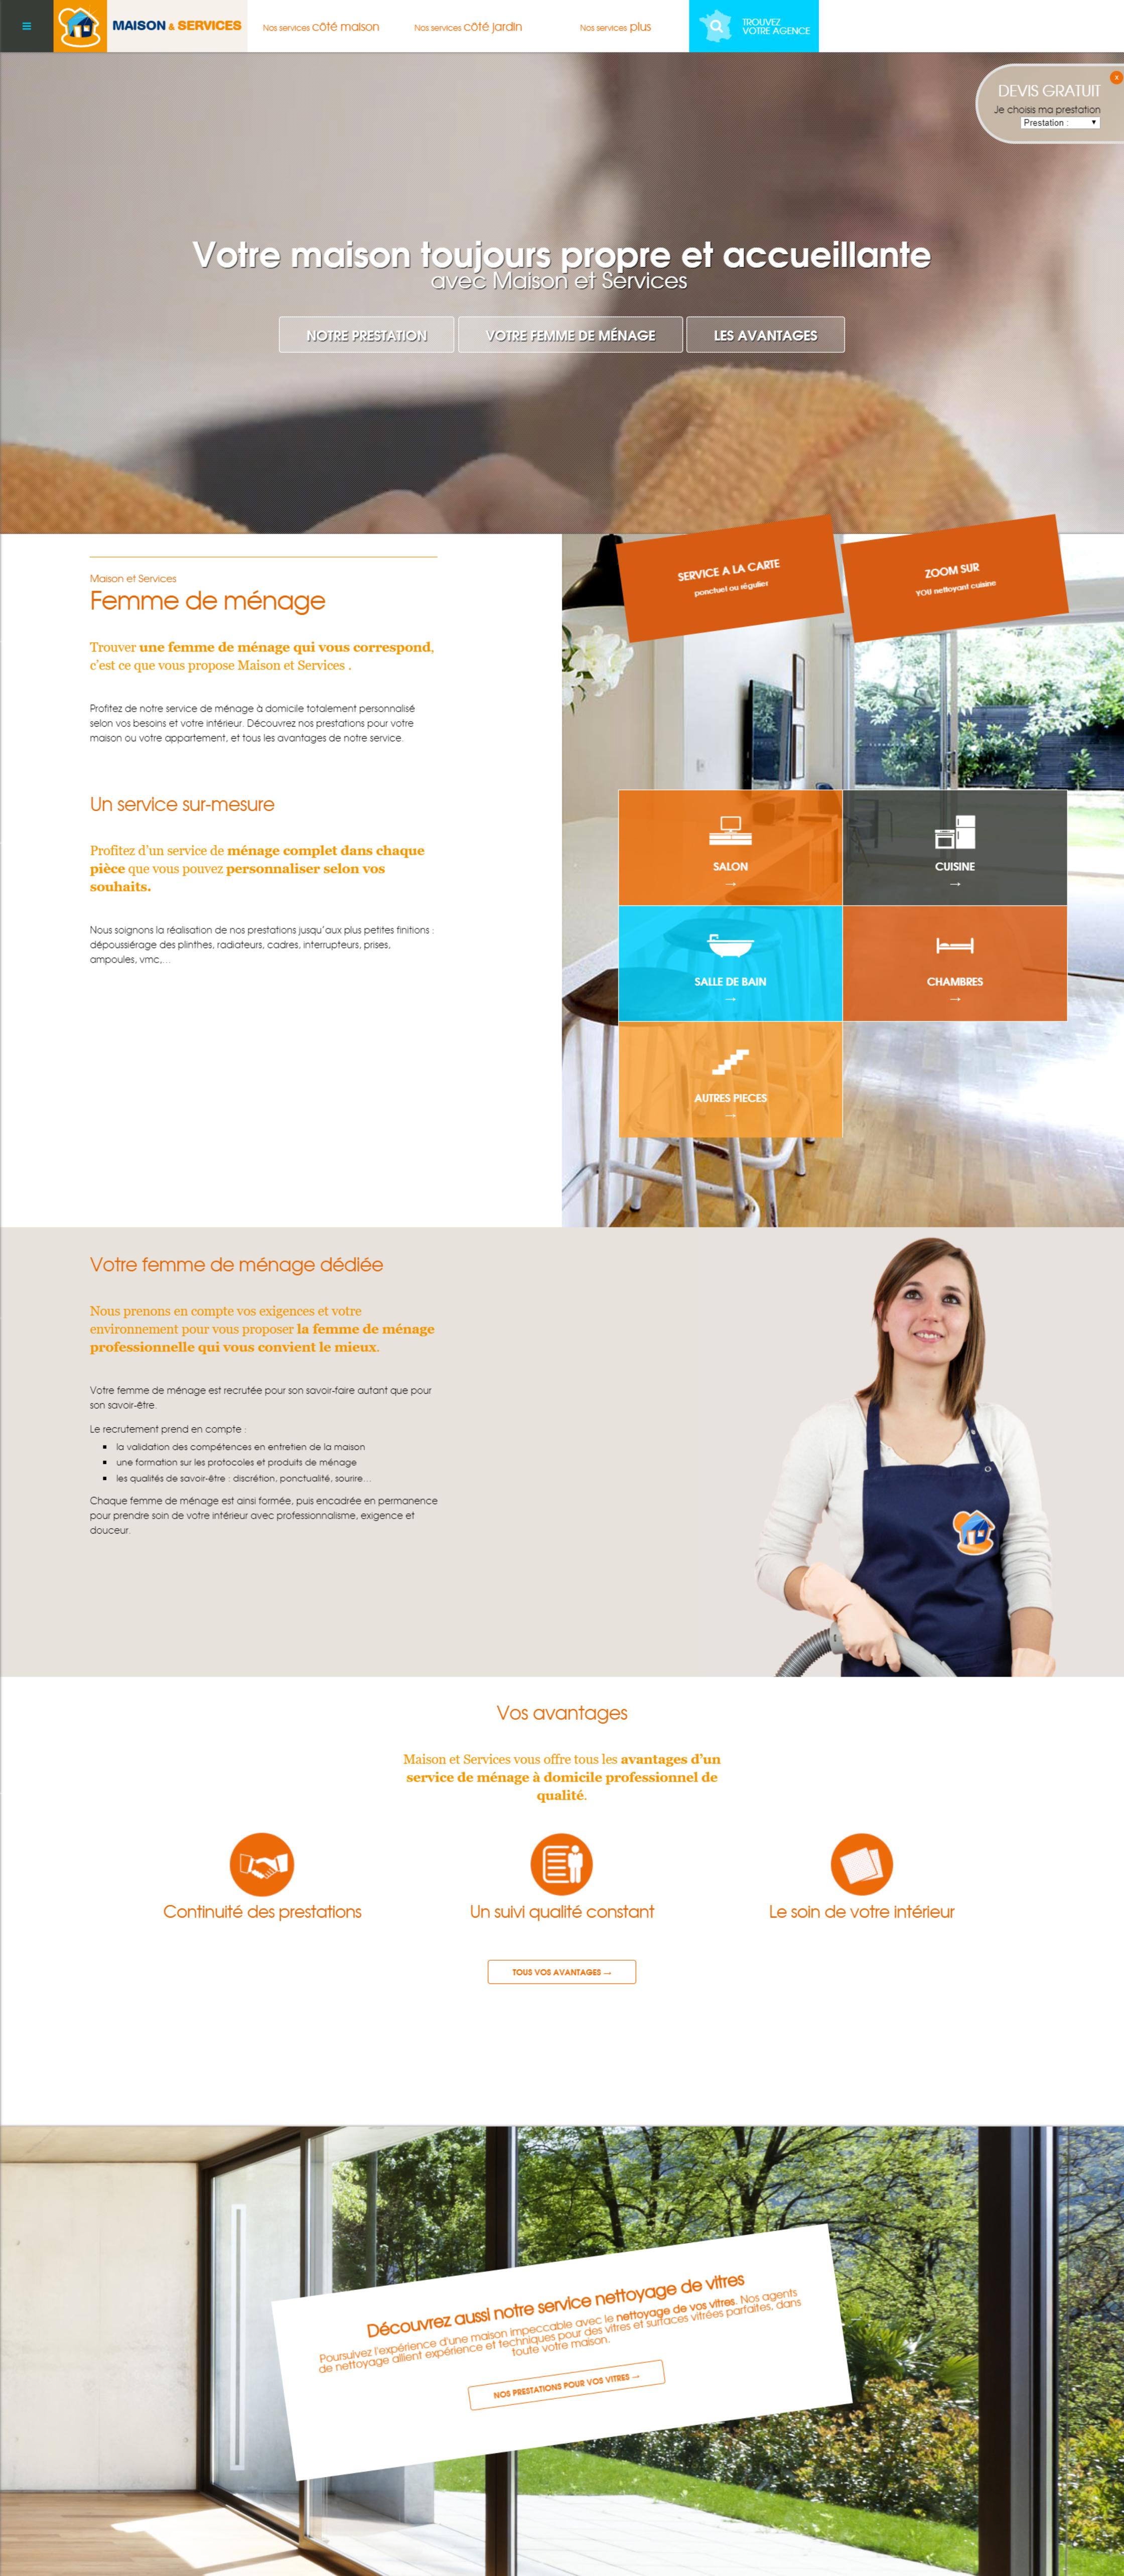 MAISON & SERVICES
Nos services côté maison
Nos services côté jardin
Nos services plus
TROUVEZ
VOTRE AGENCE
x
DEVIS GRATUIT
Je choisis ma prestation
Prestation :
Votre maison toujours propre et accueillante
avec Maison et Services
NOTRE PRESTATION
VOTRE FEMME DE MÉNAGE
LES AVANTAGES
Maison et Services
Femme de ménage
Trouver une femme de ménage qui vous correspond,
c'est ce que vous propose Maison et Services .
Profitez de notre service de ménage à domicile totalement personnalisé
selon vos besoins et votre intérieur. Découvrez nos prestations pour votre
maison ou votre appartement, et tous les avantages de notre service.
Un service sur-mesure
Profitez d'un service de ménage complet dans chaque
pièce que vous pouvez personnaliser selon vos
souhaits.
Nous soignons la réalisation de nos prestations jusqu'aux plus petites finitions :
dépoussiérage des plinthes, radiateurs, cadres, interrupteurs, prises,
ampoules, vmc,…
SERVICE A LA CARTE
ponctuel ou régulier
ZOOM SUR
YOU nettoyant cuisine
SALON
→
CUISINE
→
SALLE DE BAIN
→
CHAMBRES
→
AUTRES PIECES
→
Votre femme de ménage dédiée
Nous prenons en compte vos exigences et votre
environnement pour vous proposer la femme de ménage
professionnelle qui vous convient le mieux.
Votre femme de ménage est recrutée pour son savoir-faire autant que pour
son savoir-être.
Le recrutement prend en compte :
▪ la validation des compétences en entretien de la maison
▪ une formation sur les protocoles et produits de ménage
▪ les qualités de savoir-être : discrétion, ponctualité, sourire…
Chaque femme de ménage est ainsi formée, puis encadrée en permanence
pour prendre soin de votre intérieur avec professionnalisme, exigence et
douceur.
Vos avantages
Maison et Services vous offre tous les avantages d'un
service de ménage à domicile professionnel de
qualité.
Continuité des prestations
Un suivi qualité constant
Le soin de votre intérieur
TOUS VOS AVANTAGES →
Découvrez aussi notre service nettoyage de vitres
Poursuivez l'expérience d'une maison impeccable avec le nettoyage de vos vitres. Nos agents
de nettoyage allient expérience et techniques pour des vitres et surfaces vitrées parfaites, dans
toute votre maison.
NOS PRESTATIONS POUR VOS VITRES →